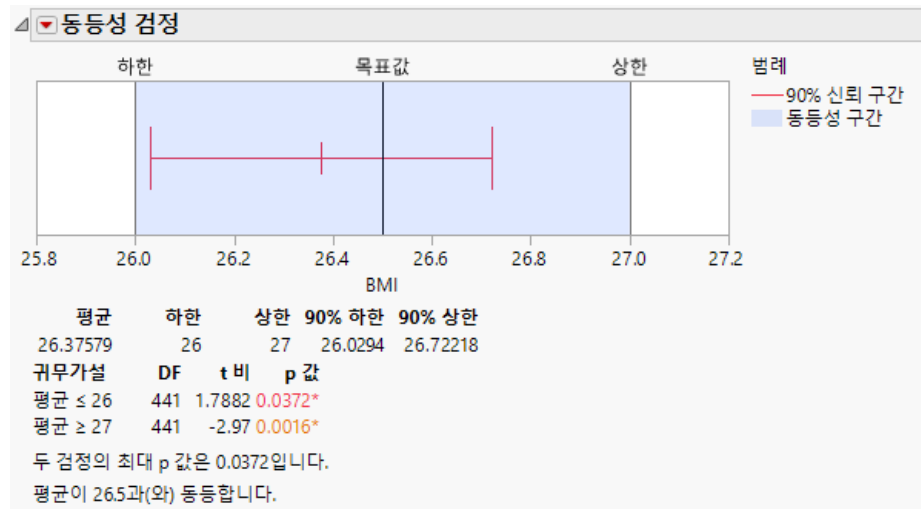 동등성 검정
하한 목표값 상한 범례
90% 신뢰 구간
동등성 구간
25.8 26.0 26.2 26.4 26.6 26.8 27.0 27.2
BMI
평균 하한 상한 90% 하한 90% 상한
26.37579 26 27 26.0294 26.72218
귀무가설 DF t 비 p 값
평균 ≤ 26 441 1.7882 0.0372*
평균 ≥ 27 441 -2.97 0.0016*
두 검정의 최대 p 값은 0.0372입니다.
평균이 26.5과(와) 동등합니다.